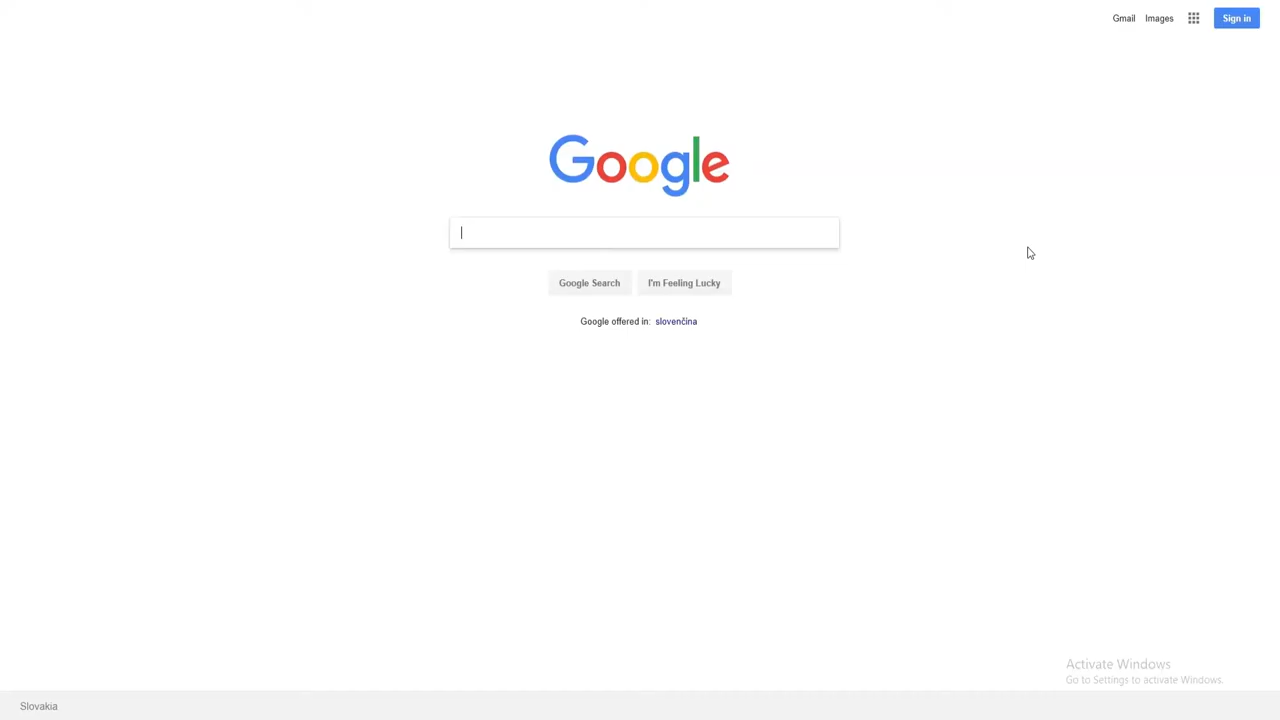 Gmail Images Sign in
Google
Google Search I'm Feeling Lucky
Google offered in: slovenčina
Activate Windows
Go to Settings to activate Windows.
Slovakia